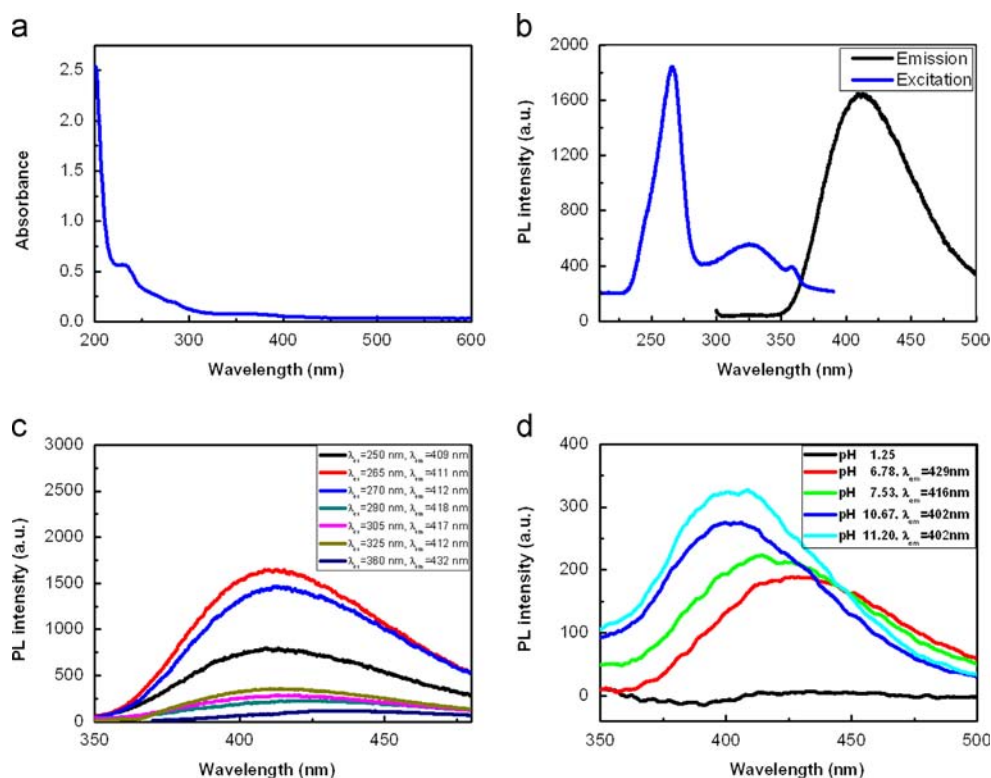 a
2.5
2.0
1.5
1.0
0.5
0.0
Absorbance
200 300 400 500 600
Wavelength (nm)
b
2000
1600
1200
800
400
0
PL intensity (a.u.)
Emission
Excitation
250 300 350 400 450 500
Wavelength (nm)
c
3000
2500
2000
1500
1000
500
0
PL intensity (a.u.)
λex=250 nm, λem=409 nm
λex=265 nm, λem=411 nm
λex=270 nm, λem=412 nm
λex=290 nm, λem=418 nm
λex=305 nm, λem=417 nm
λex=325 nm, λem=412 nm
λex=360 nm, λem=432 nm
350 400 450
Wavelength (nm)
d
400
300
200
100
0
PL intensity (a.u.)
pH 1.25
pH 6.78, λem=429nm
pH 7.53, λem=416nm
pH 10.67, λem=402nm
pH 11.20, λem=402nm
350 400 450 500
Wavelength (nm)